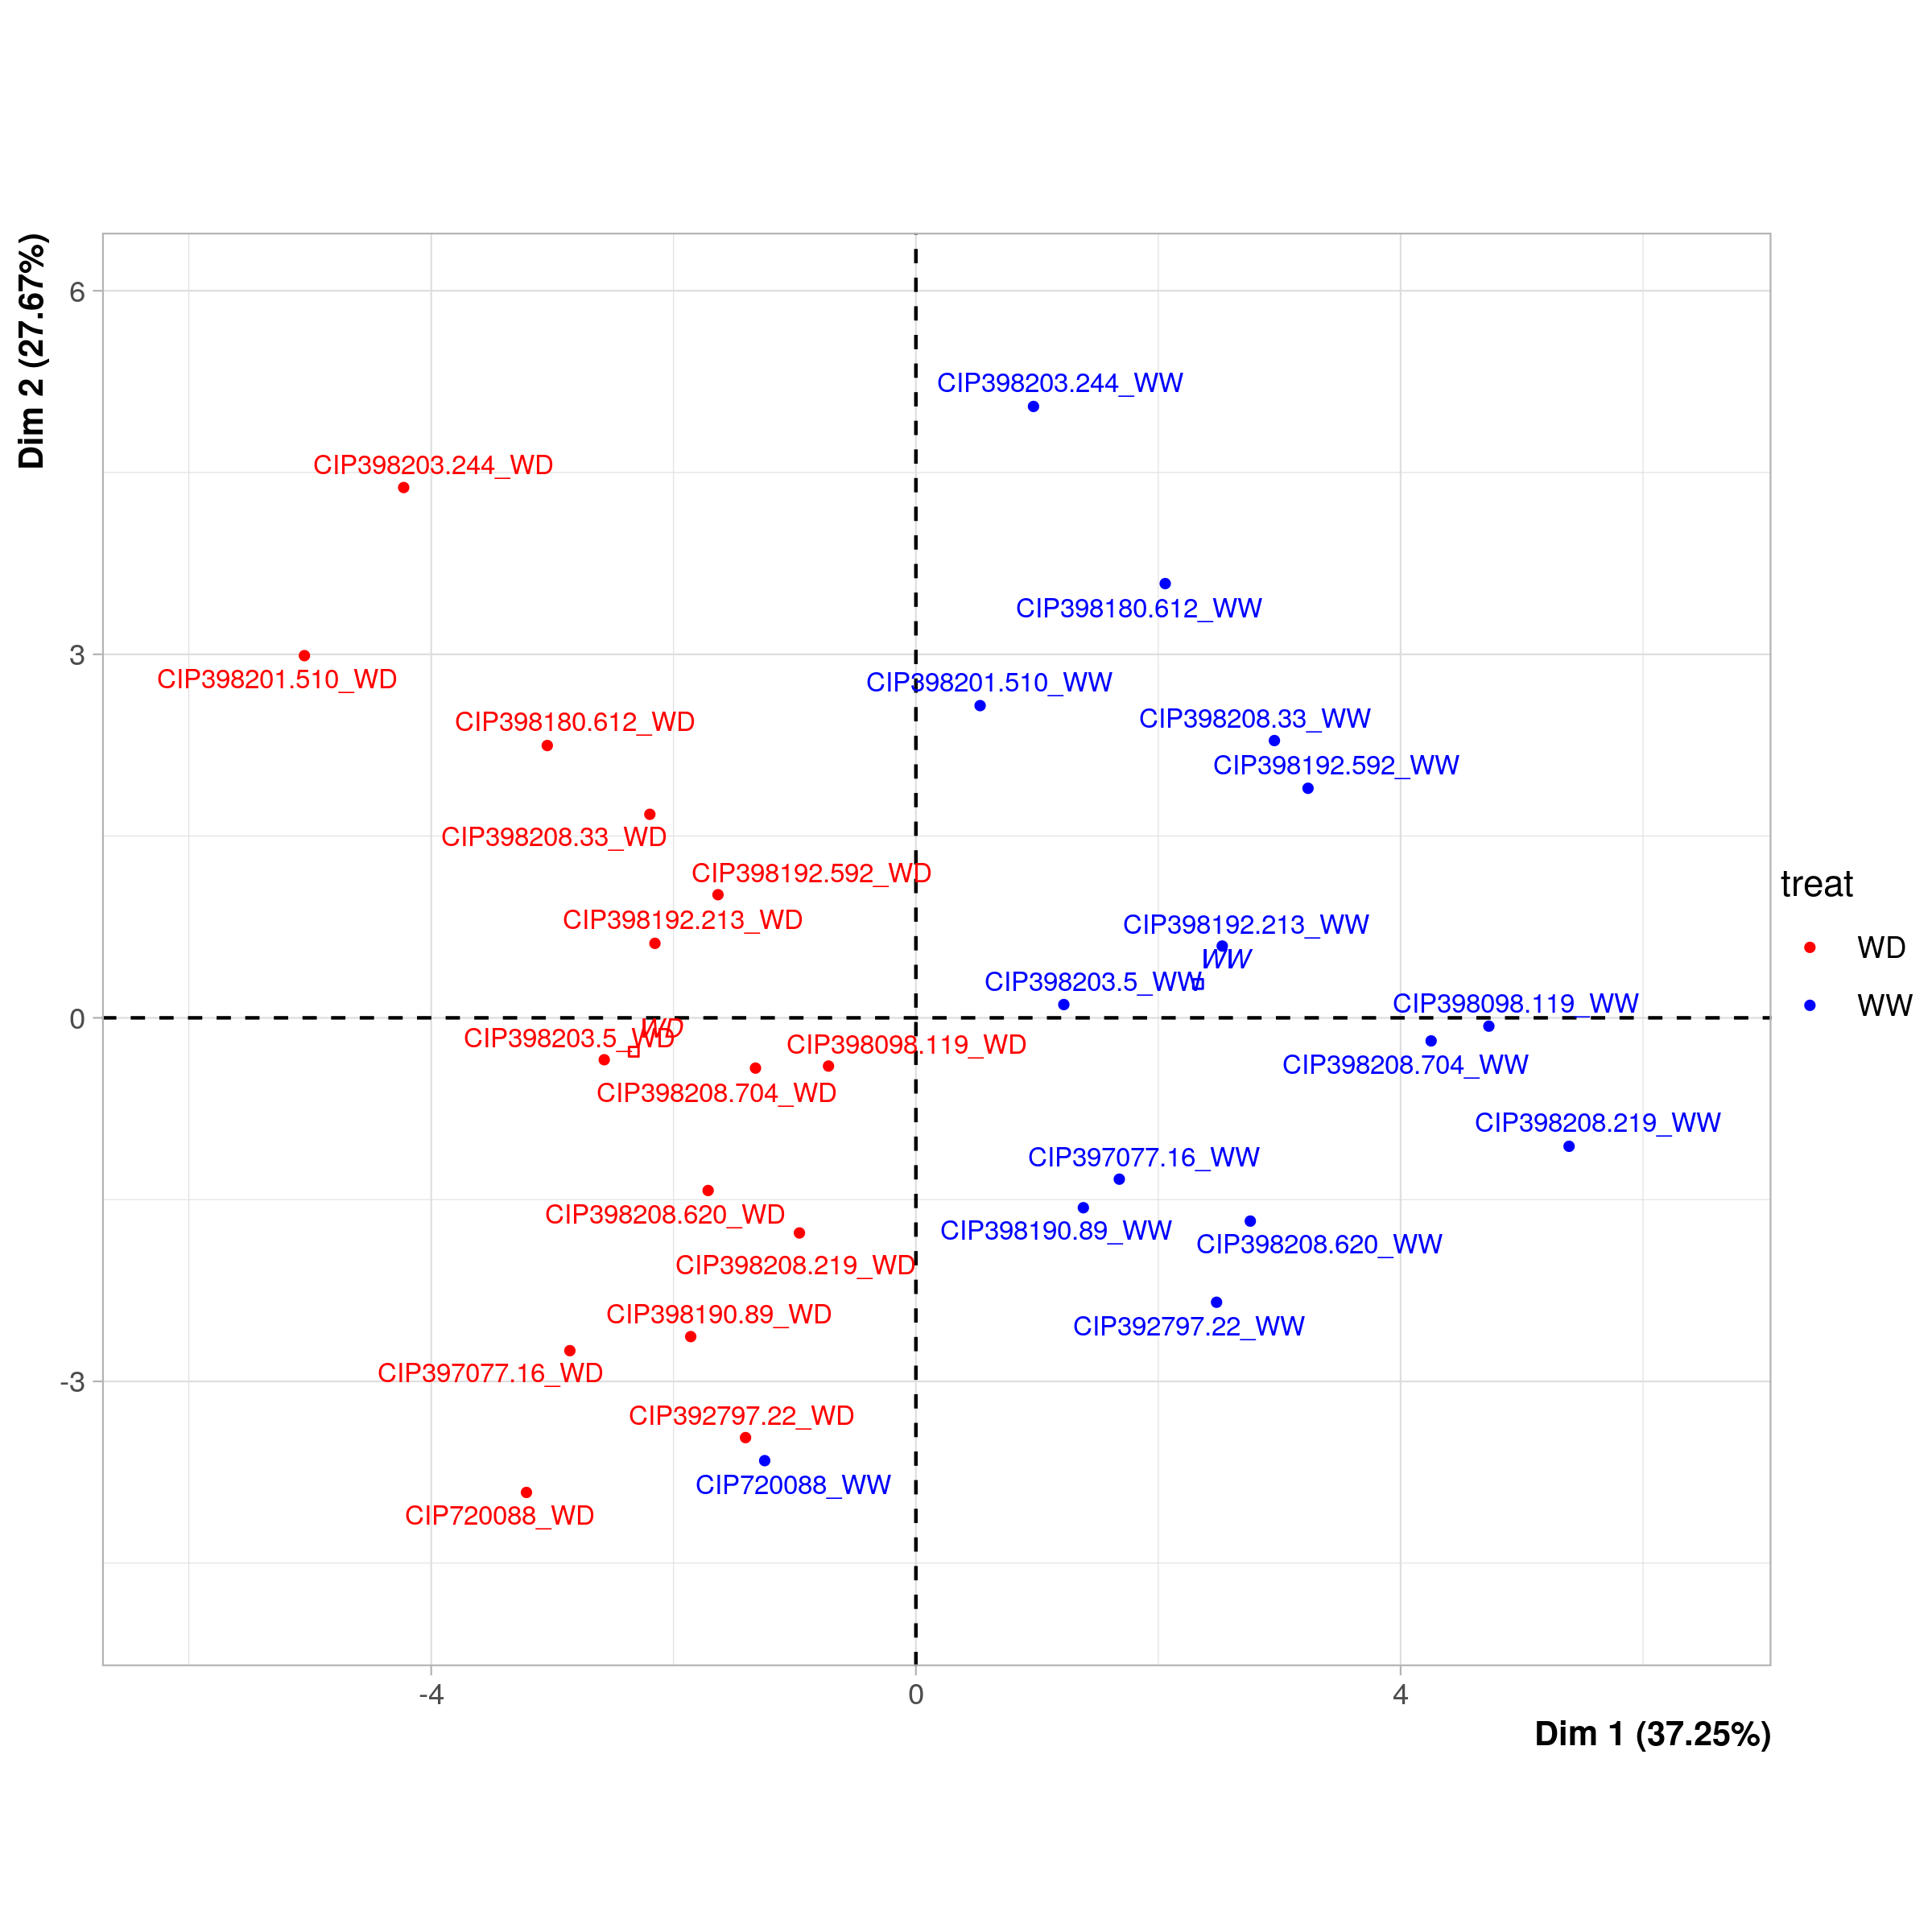 Dim 2 (27.67%)
6
3
0
-3
CIP398203.244_WW
CIP398203.244_WD
CIP398180.612_WW
CIP398201.510_WD
CIP398201.510_WW
CIP398180.612_WD
CIP398208.33_WW
CIP398192.592_WW
CIP398208.33_WD
CIP398192.592_WD
CIP398192.213_WD
CIP398192.213_WW
WW
CIP398203.5_WW
CIP398098.119_WW
WD
CIP398203.5_WD
CIP398098.119_WD
CIP398208.704_WW
CIP398208.704_WD
CIP398208.219_WW
CIP397077.16_WW
CIP398208.620_WD
CIP398190.89_WW
CIP398208.620_WW
CIP398208.219_WD
CIP398190.89_WD
CIP392797.22_WW
CIP397077.16_WD
CIP392797.22_WD
CIP720088_WW
CIP720088_WD
-4
0
4
Dim 1 (37.25%)
treat
WD
WW